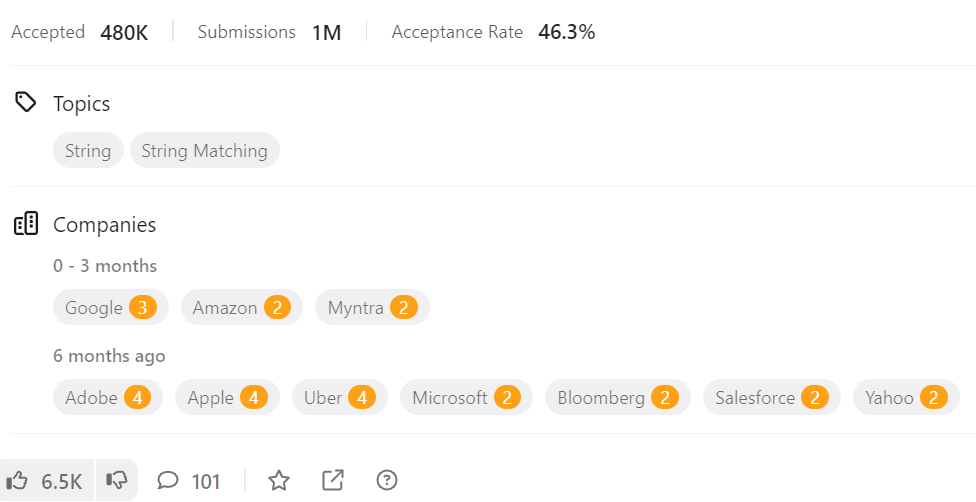 Accepted 480K Submissions 1M Acceptance Rate 46.3%
Topics
String String Matching
Companies
0 - 3 months
Google 3 Amazon 2 Myntra 2
6 months ago
Adobe 4 Apple 4 Uber 4 Microsoft 2 Bloomberg 2 Salesforce 2 Yahoo 2
6.5K 101 ?